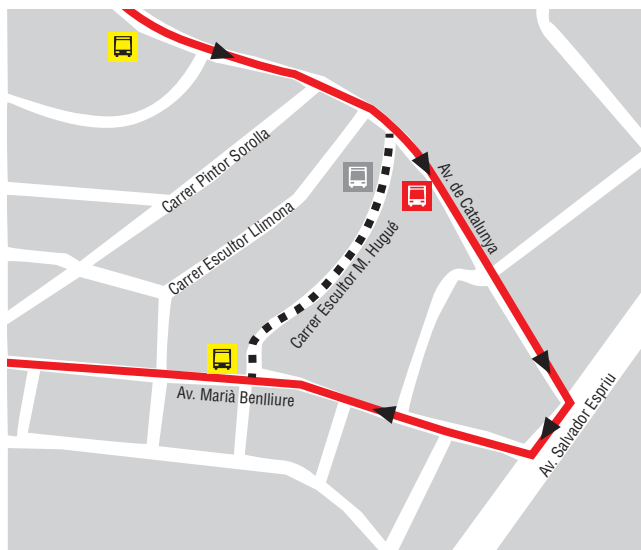 Carrer Pintor Sorolla
Av. de Catalunya
Carrer Escultor Llimona
Carrer Escultor M. Hugué
Av. Marià Benlliure
Av. Salvador Espriu